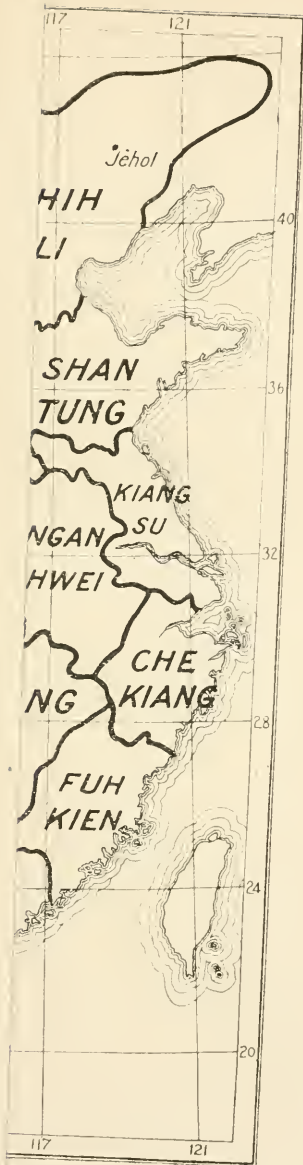 117 121
Jêhol
HIH
LI
40
SHAN
TUNG
36
KIANG
SU
NGAN
HWEI
32
CHE
KIANG
NG
28
FUH
KIEN
24
20
117 121